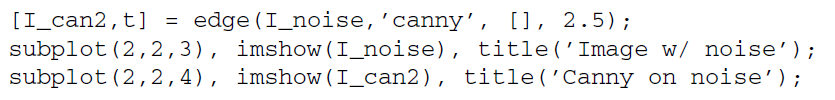 [I_can2,t] = edge(I_noise,’canny’, [], 2.5);
subplot(2,2,3), imshow(I_noise), title(’Image w/ noise’);
subplot(2,2,4), imshow(I_can2), title(’Canny on noise’);